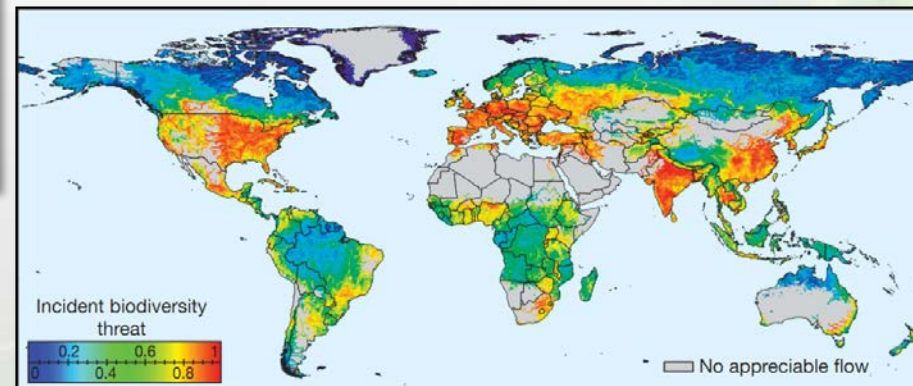 Incident biodiversity
threat
0.2 0.6 1
0 0.4 0.8
No appreciable flow